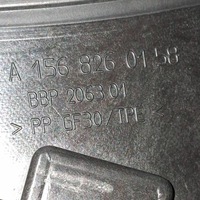 A 156 826 01 58
BBP 2063 01
> PP GF30/TPE